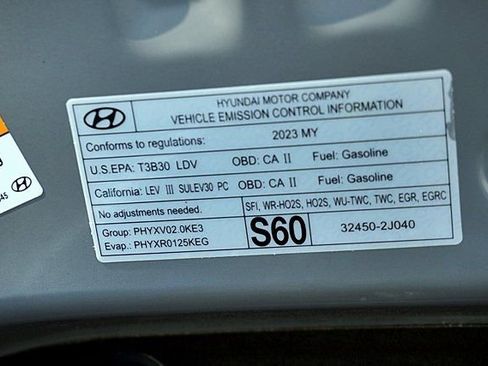 HYUNDAI MOTOR COMPANY
VEHICLE EMISSION CONTROL INFORMATION
Conforms to regulations: 2023 MY
U.S.EPA: T3B30 LDV OBD: CA II Fuel: Gasoline
California: LEV III SULEV30 PC OBD: CA II Fuel: Gasoline
No adjustments needed. SFI, WR-HO2S, HO2S, WU-TWC, TWC, EGR, EGRC
Group: PHYXV02.0KE3
Evap.: PHYXR0125KEG
S60 32450-2J040